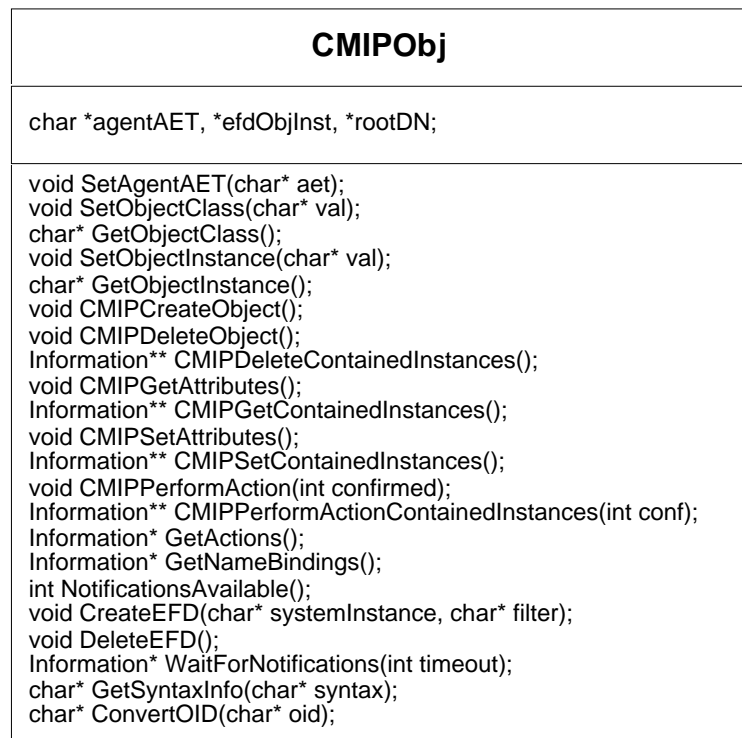 CMIPObj
char *agentAET, *efdObjInst, *rootDN;
void SetAgentAET(char* aet);
void SetObjectClass(char* val);
char* GetObjectClass();
void SetObjectInstance(char* val);
char* GetObjectInstance();
void CMIPCreateObject();
void CMIPDeleteObject();
Information** CMIPDeleteContainedInstances();
void CMIPGetAttributes();
Information** CMIPGetContainedInstances();
void CMIPSetAttributes();
Information** CMIPSetContainedInstances();
void CMIPPerformAction(int confirmed);
Information** CMIPPerformActionContainedInstances(int conf);
Information* GetActions();
Information* GetNameBindings();
int NotificationsAvailable();
void CreateEFD(char* systemInstance, char* filter);
void DeleteEFD();
Information* WaitForNotifications(int timeout);
char* GetSyntaxInfo(char* syntax);
char* ConvertOID(char* oid);